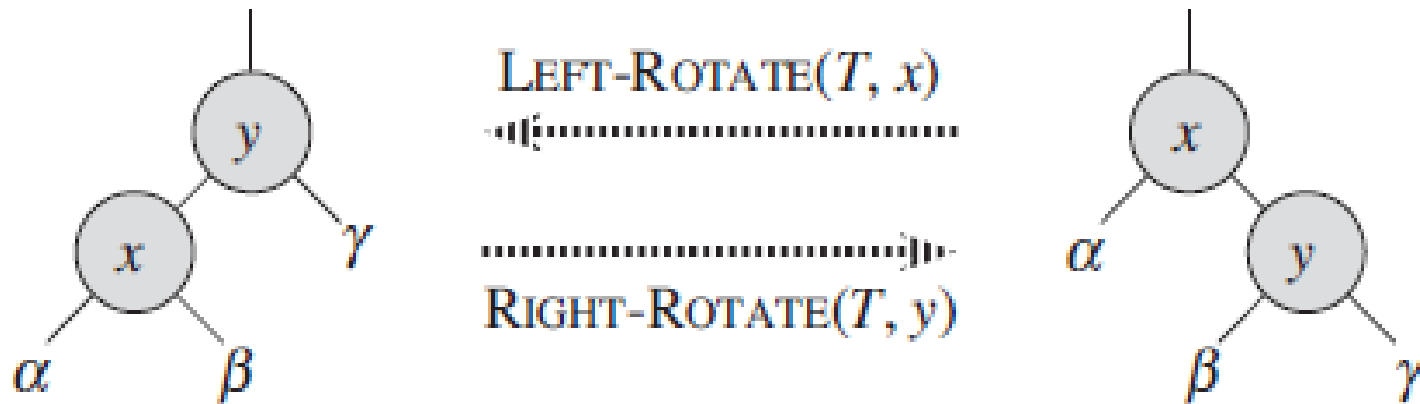 LEFT-ROTATE(T, x)
y
x
γ
α
β
RIGHT-ROTATE(T, y)
x
α
y
β
γ